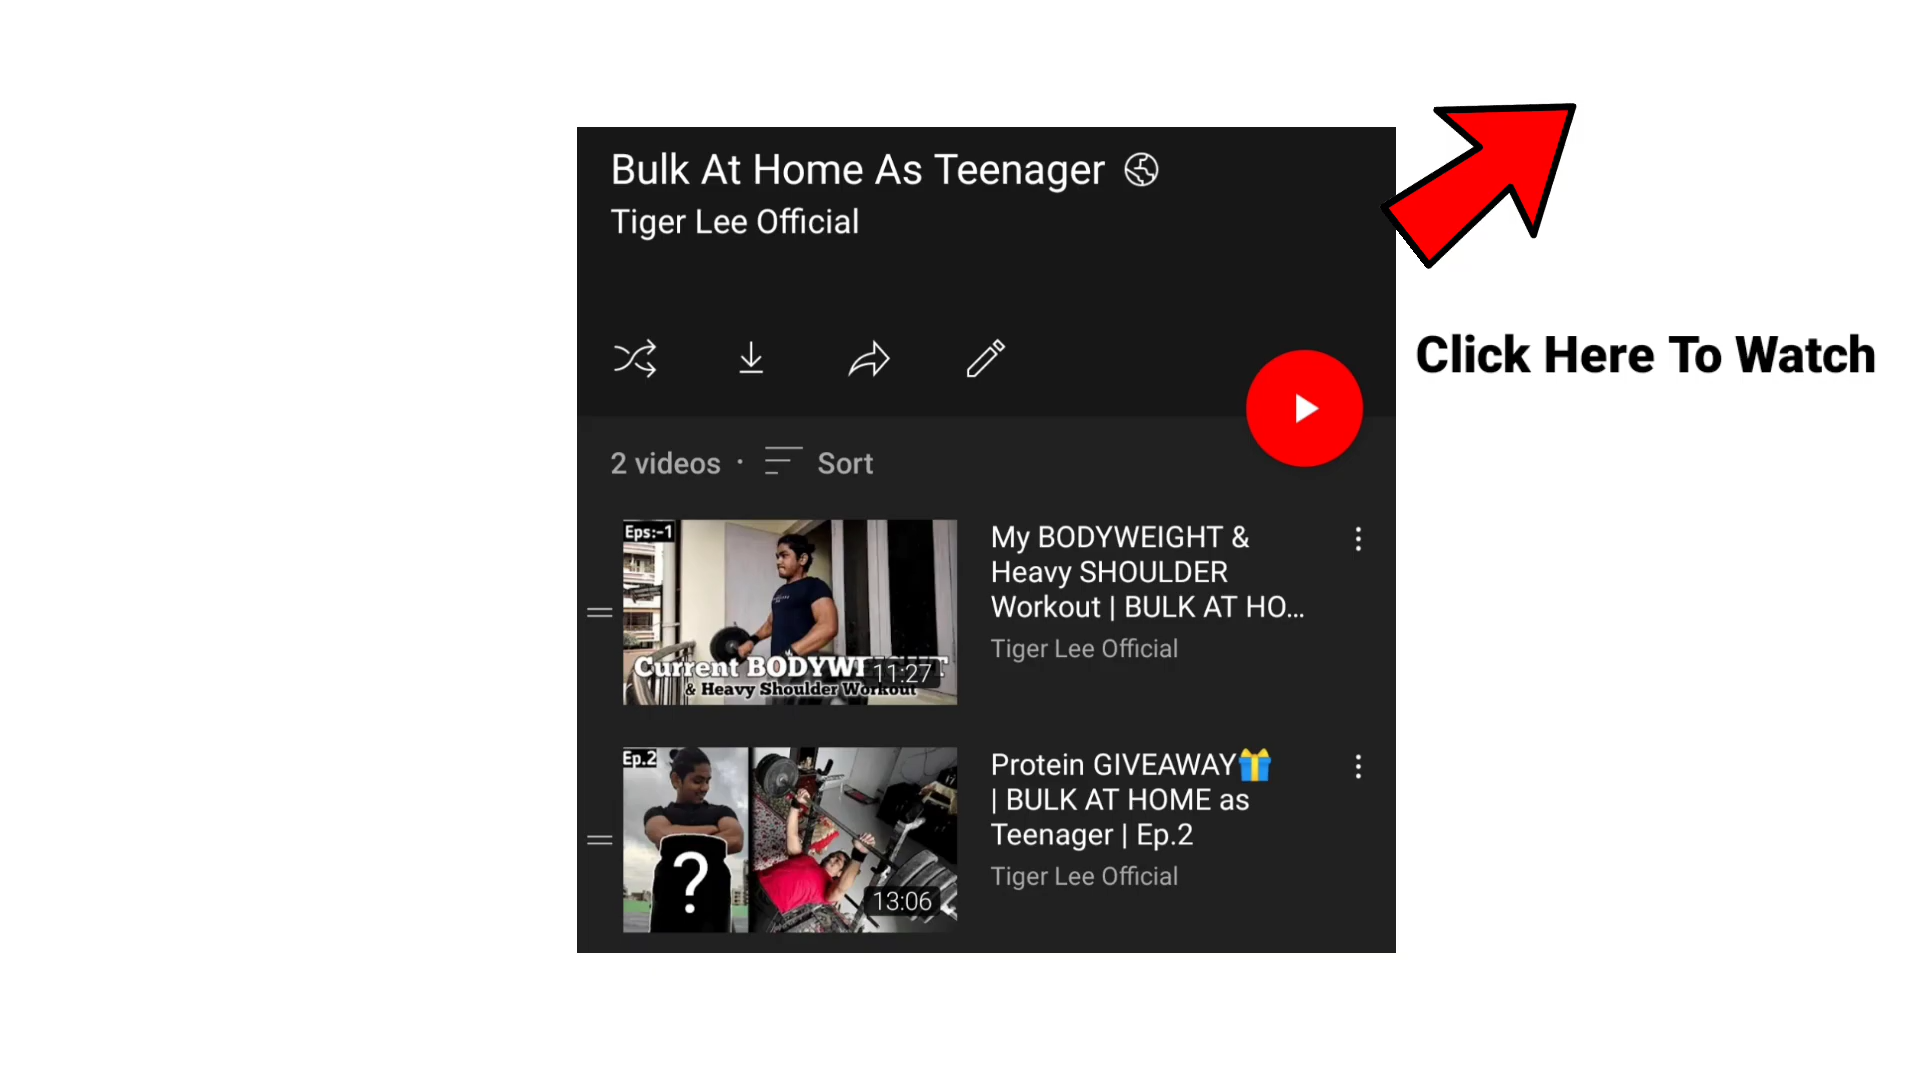 Bulk At Home As Teenager
Tiger Lee Official
Click Here To Watch
2 videos · Sort
Eps:-1
Current BODYWEIGHT
& Heavy Shoulder Workout
11:27
My BODYWEIGHT &
Heavy SHOULDER
Workout | BULK AT HO...
Tiger Lee Official
Ep.2
?
13:06
Protein GIVEAWAY🎁
| BULK AT HOME as
Teenager | Ep.2
Tiger Lee Official